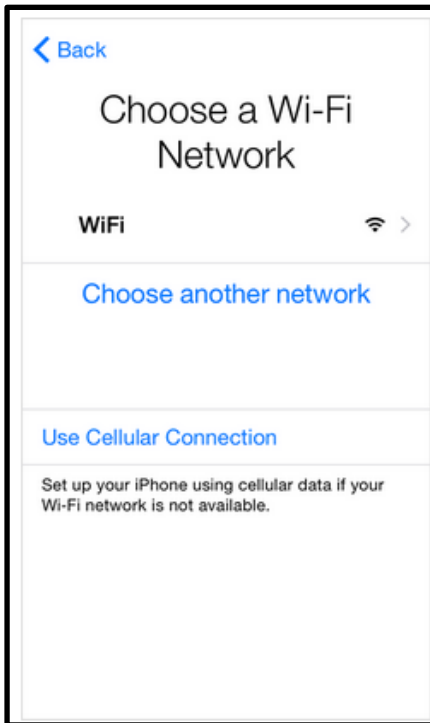 Back
Choose a Wi-Fi
Network
WiFi
Choose another network
Use Cellular Connection
Set up your iPhone using cellular data if your
Wi-Fi network is not available.